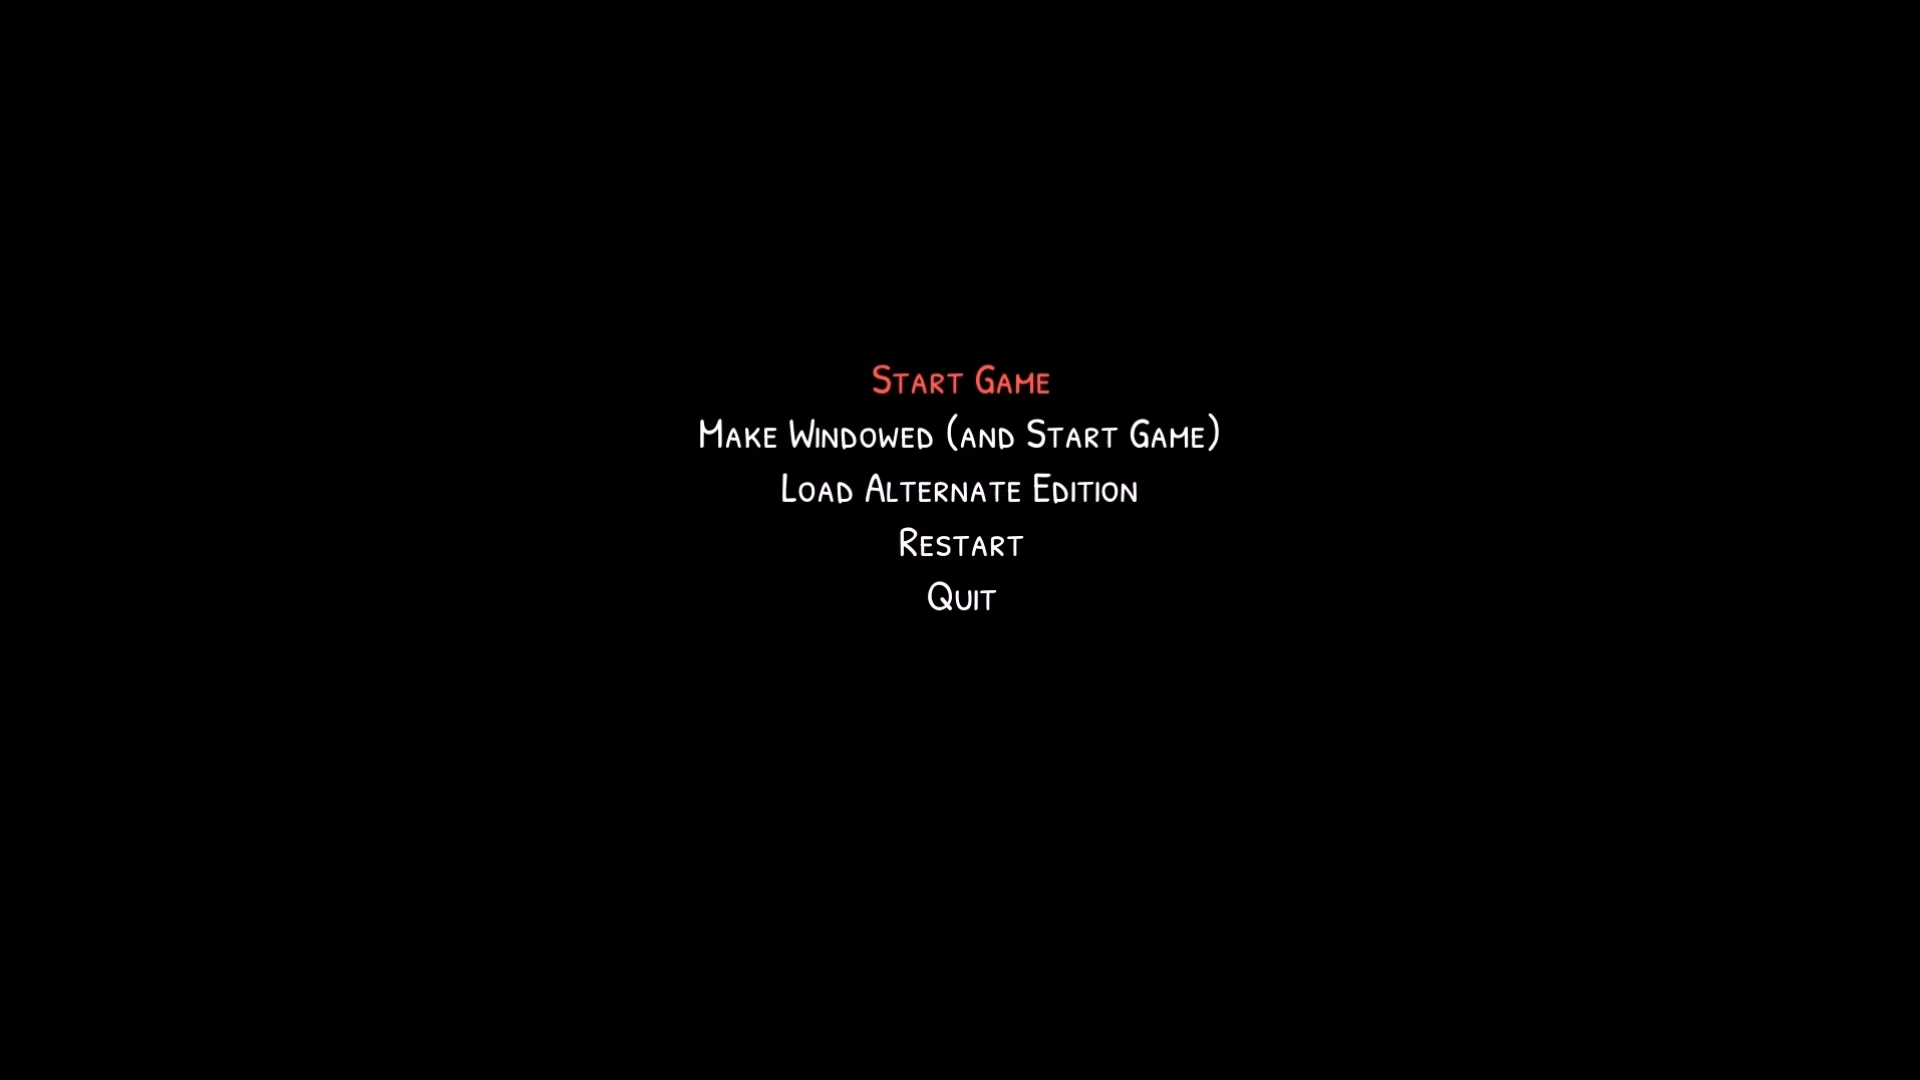 Start Game
Make Windowed (and Start Game)
Load Alternate Edition
Restart
Quit